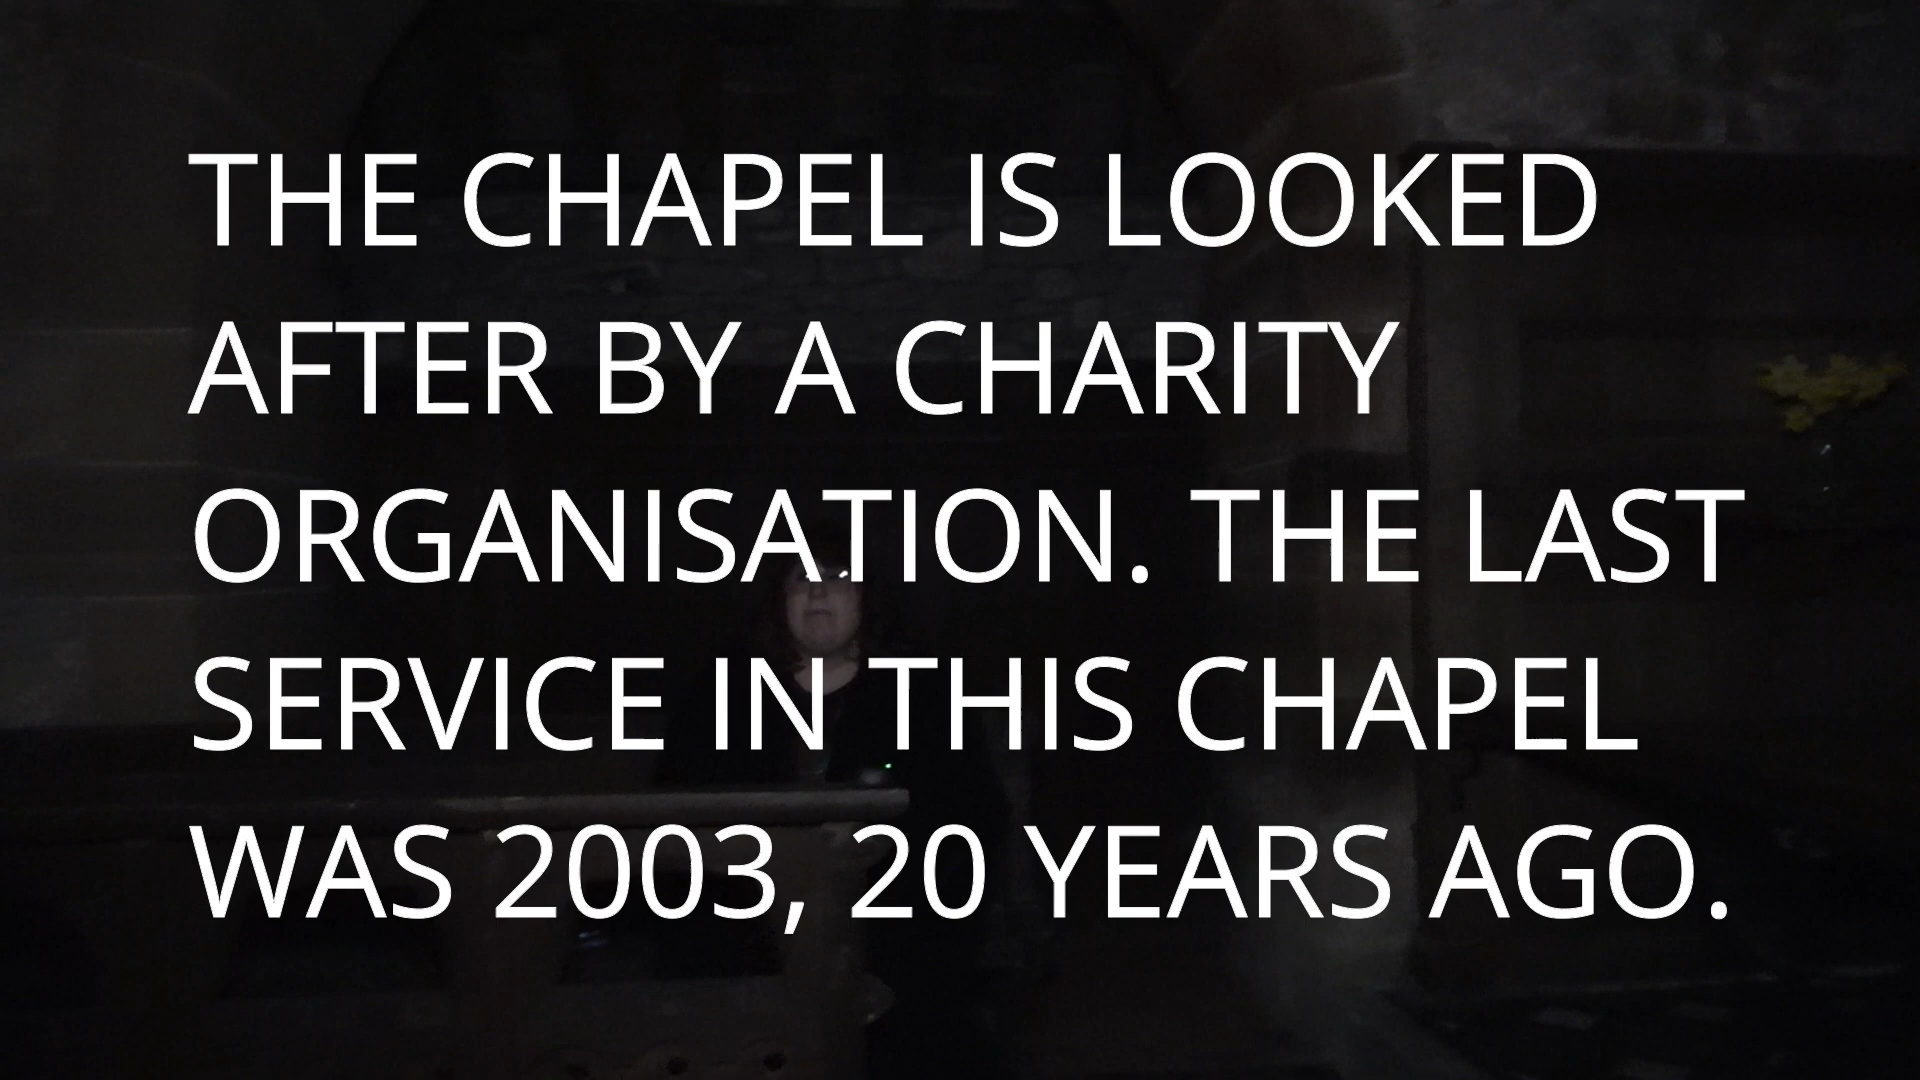 THE CHAPEL IS LOOKED
AFTER BY A CHARITY
ORGANISATION. THE LAST
SERVICE IN THIS CHAPEL
WAS 2003, 20 YEARS AGO.